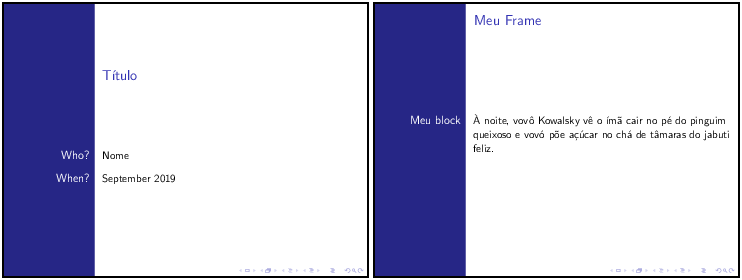 Título
Who? Nome
When? September 2019
Meu Frame
Meu block À noite, vovô Kowalsky vê o ímã cair no pé do pinguim
queixoso e vovó põe açúcar no chá de tâmaras do jabuti
feliz.